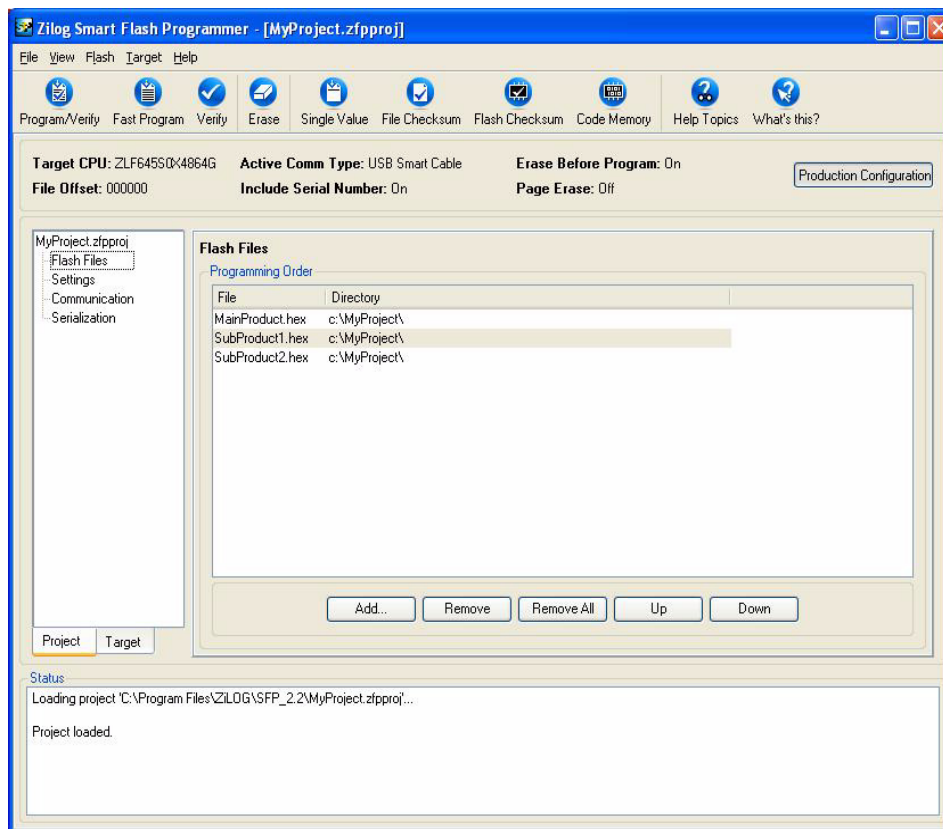 Zilog Smart Flash Programmer - [MyProject.zfpproj]
File View Flash Target Help
Program/Verify Fast Program Verify Erase Single Value File Checksum Flash Checksum Code Memory Help Topics What's this?
Target CPU: ZLF645S0X4864G Active Comm Type: USB Smart Cable Erase Before Program: On
Production Configuration
File Offset: 000000 Include Serial Number: On Page Erase: Off
MyProject.zfpproj
Flash Files
Settings
Communication
Serialization
Project Target
Flash Files
Programming Order
File Directory
MainProduct.hex c:\MyProject\
SubProduct1.hex c:\MyProject\
SubProduct2.hex c:\MyProject\
Add... Remove Remove All Up Down
Status
Loading project 'C:\Program Files\ZiLOG\SFP_2.2\MyProject.zfpproj'...
Project loaded.